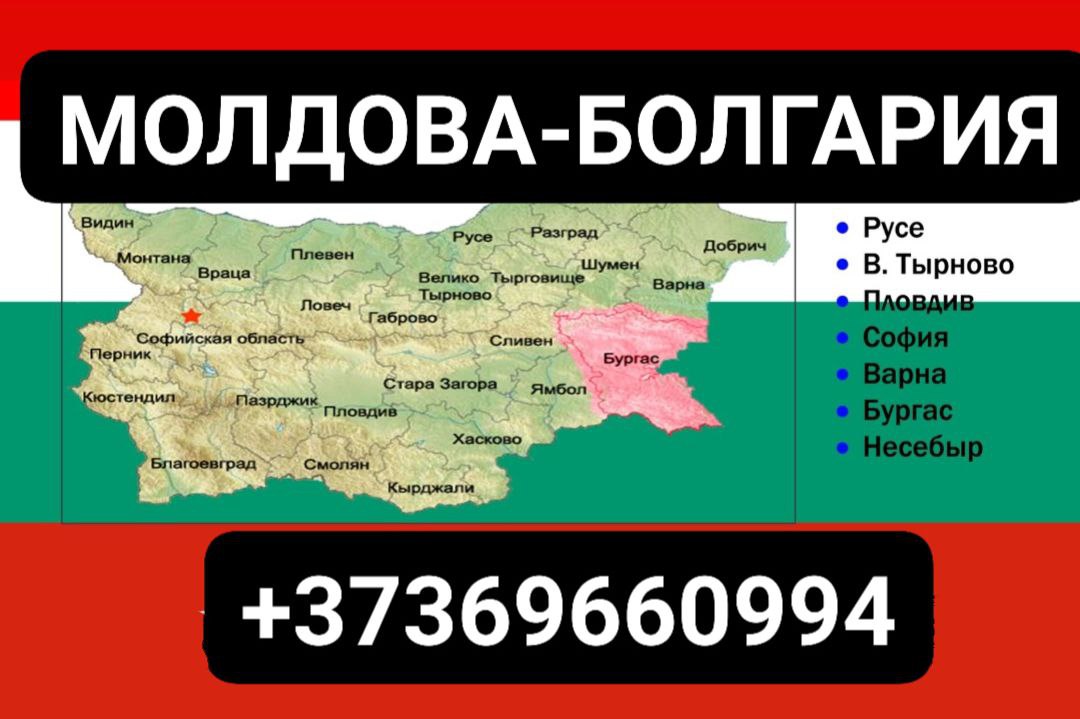 МОЛДОВА-БОЛГАРИЯ
Видин
Монтана
Враца
Плевен
Русе
Разград
Добрич
Шумен
Велико Тырново
Тырговище
Варна
Ловеч
Габрово
Софийская область
Перник
Сливен
Бургас
Кюстендил
Пазрджик
Пловдив
Стара Загора
Ямбол
Хасково
Благоевград
Смолян
Кырджали
• Русе
• В. Тырново
• Пловдив
• София
• Варна
• Бургас
• Несебыр
+37369660994